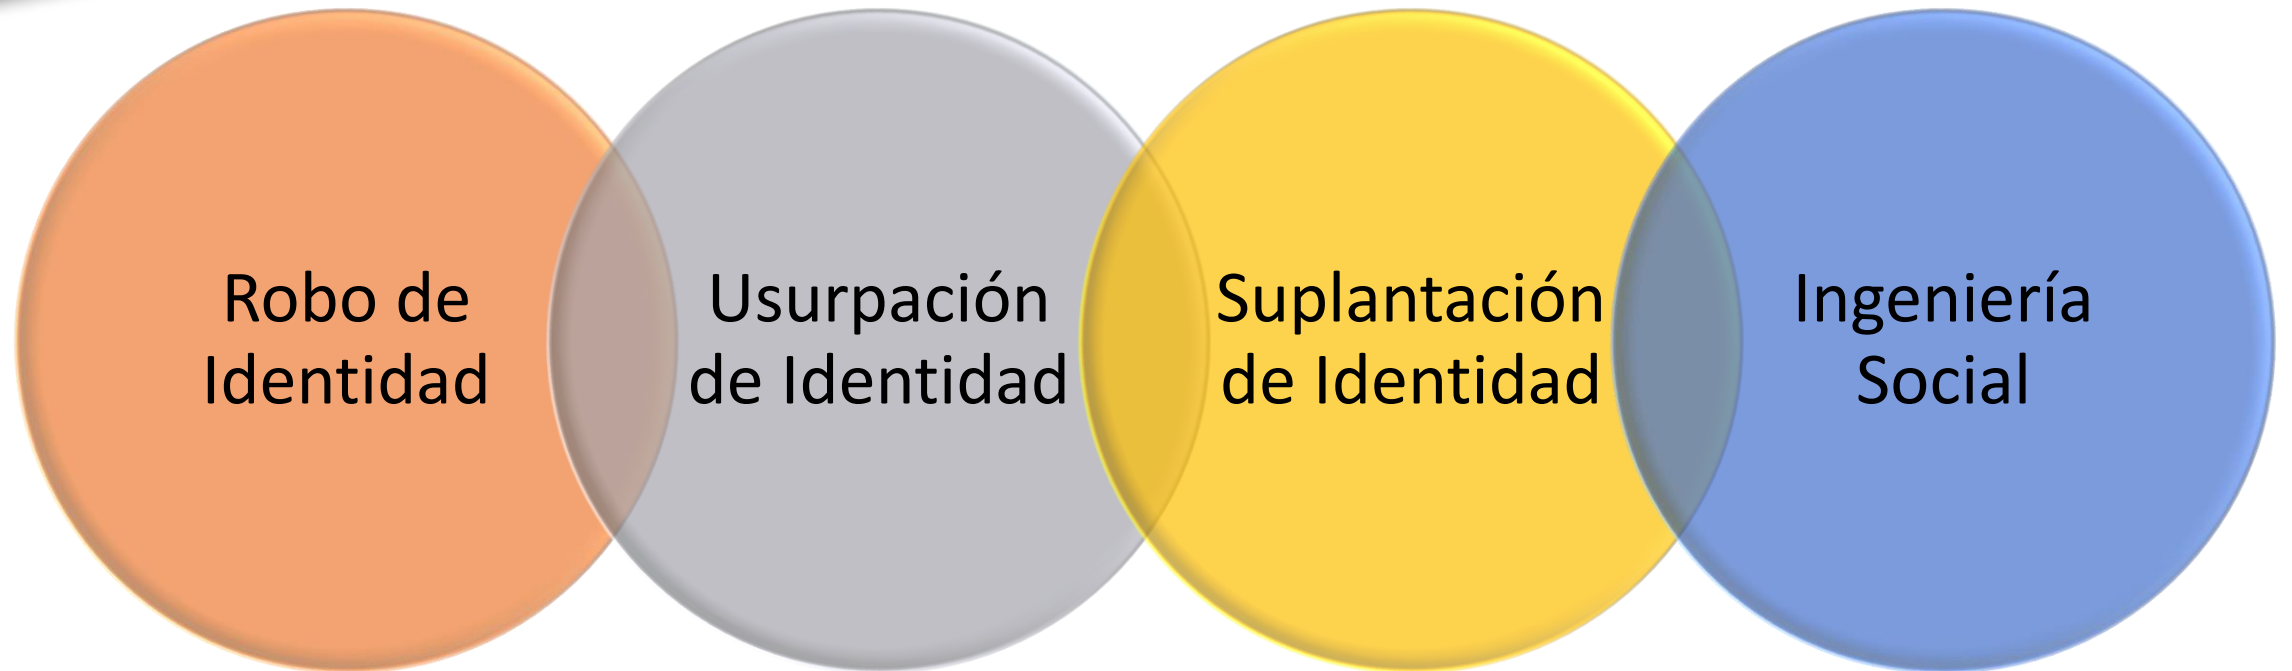 Robo de
Identidad
Usurpación
de Identidad
Suplantación
de Identidad
Ingeniería
Social